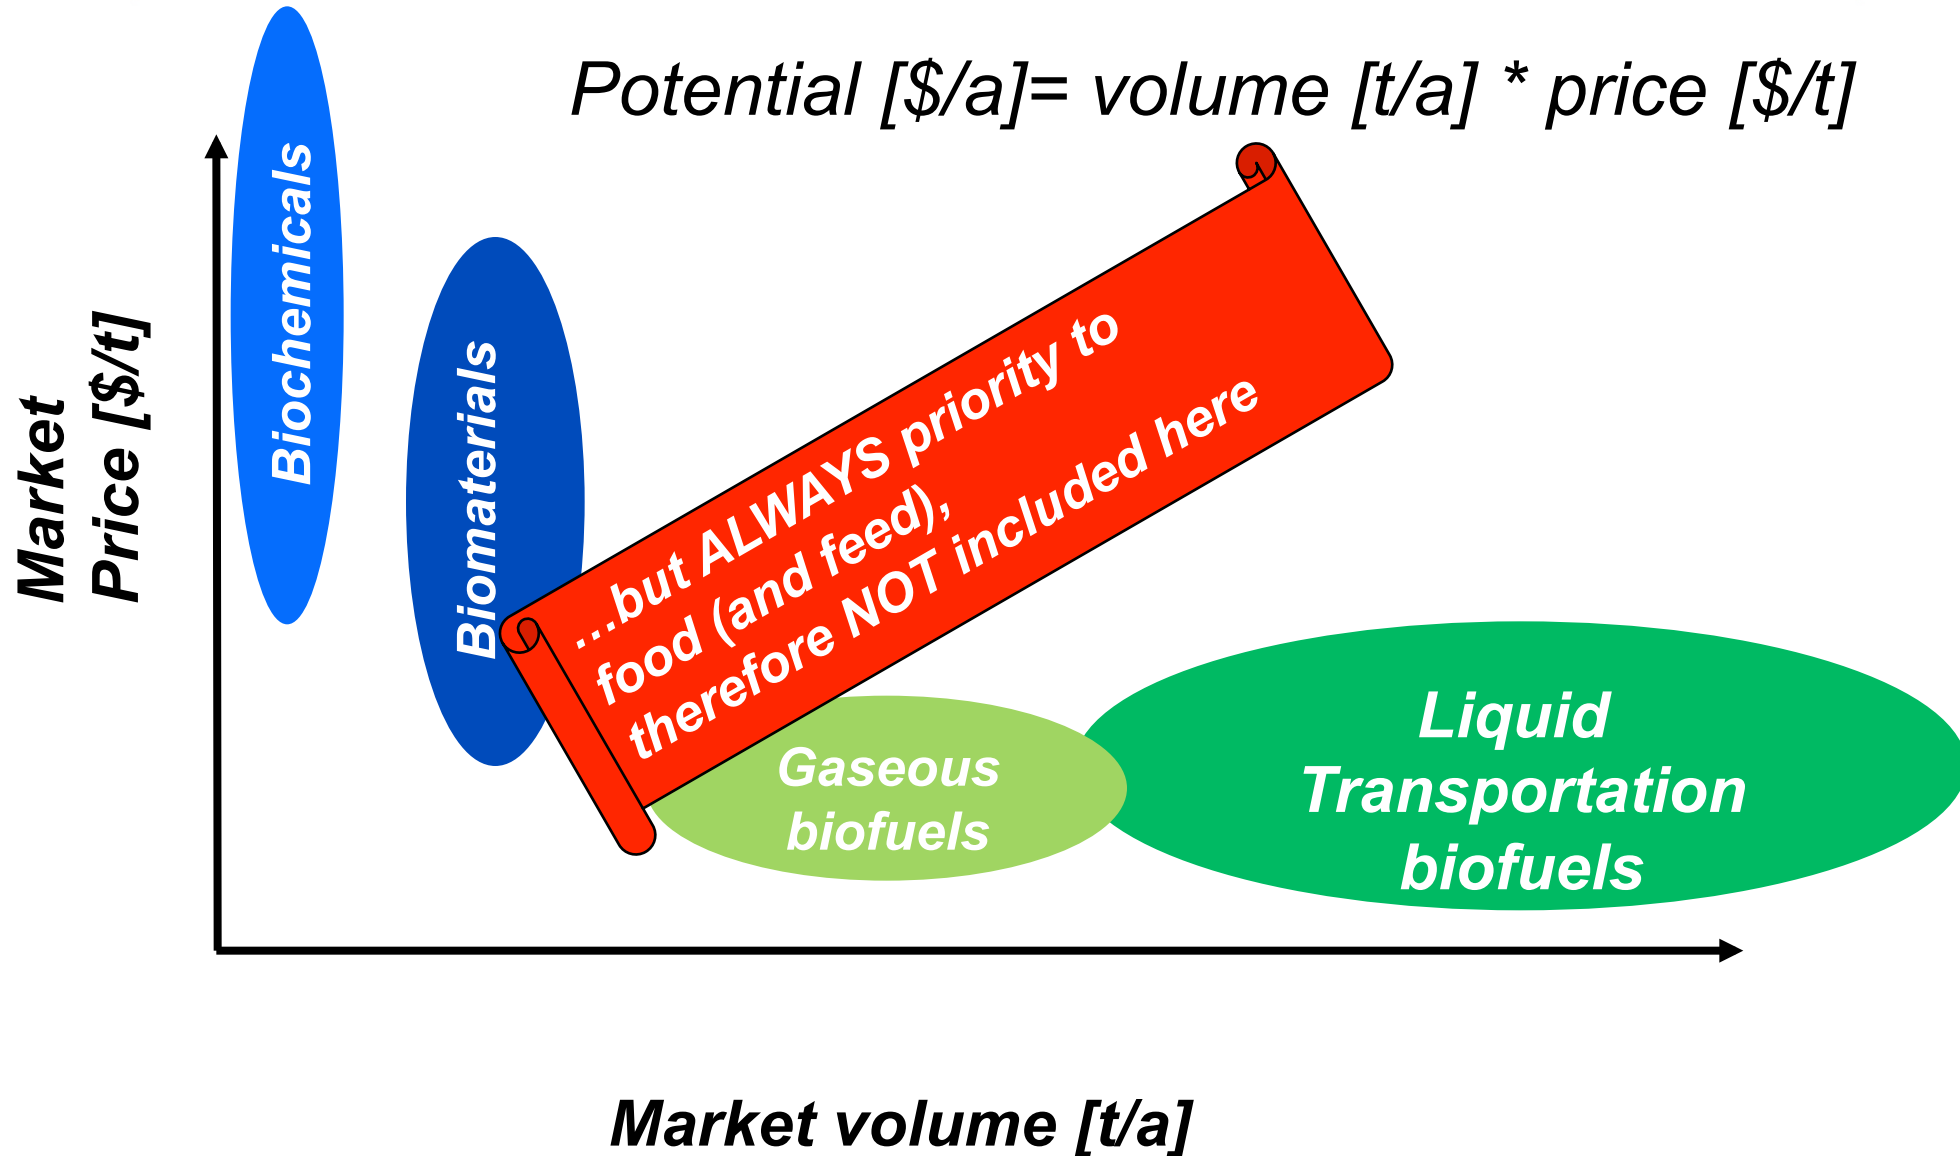 Potential [$/a]= volume [t/a] * price [$/t]
Market
Price [$/t]
Biochemicals
Biomaterials
…but ALWAYS priority to
food (and feed),
therefore NOT included here
Gaseous
biofuels
Liquid
Transportation
biofuels
Market volume [t/a]